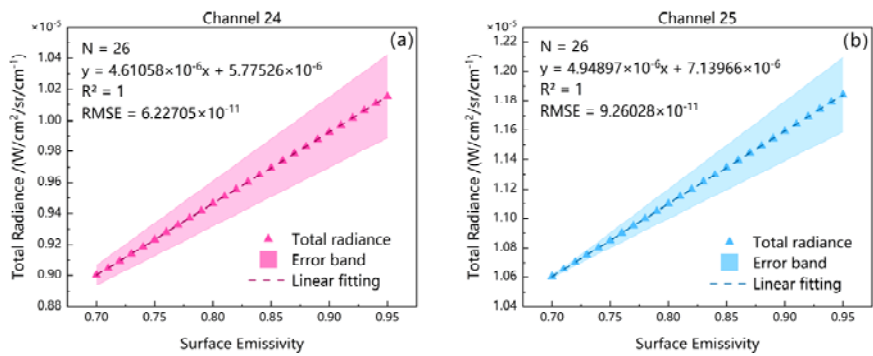 Channel 24
×10⁻⁵
(a)
N = 26
y = 4.61058×10⁻⁶x + 5.77526×10⁻⁶
R² = 1
RMSE = 6.22705×10⁻¹¹
Total Radiance /(W/cm²/sr/cm⁻¹)
1.04
1.02
1.00
0.98
0.96
0.94
0.92
0.90
0.88
Total radiance
Error band
Linear fitting
0.70 0.75 0.80 0.85 0.90 0.95
Surface Emissivity
Channel 25
×10⁻⁵
(b)
N = 26
y = 4.94897×10⁻⁶x + 7.13966×10⁻⁶
R² = 1
RMSE = 9.26028×10⁻¹¹
Total Radiance /(W/cm²/sr/cm⁻¹)
1.22
1.20
1.18
1.16
1.14
1.12
1.10
1.08
1.06
1.04
Total radiance
Error band
Linear fitting
0.70 0.75 0.80 0.85 0.90 0.95
Surface Emissivity